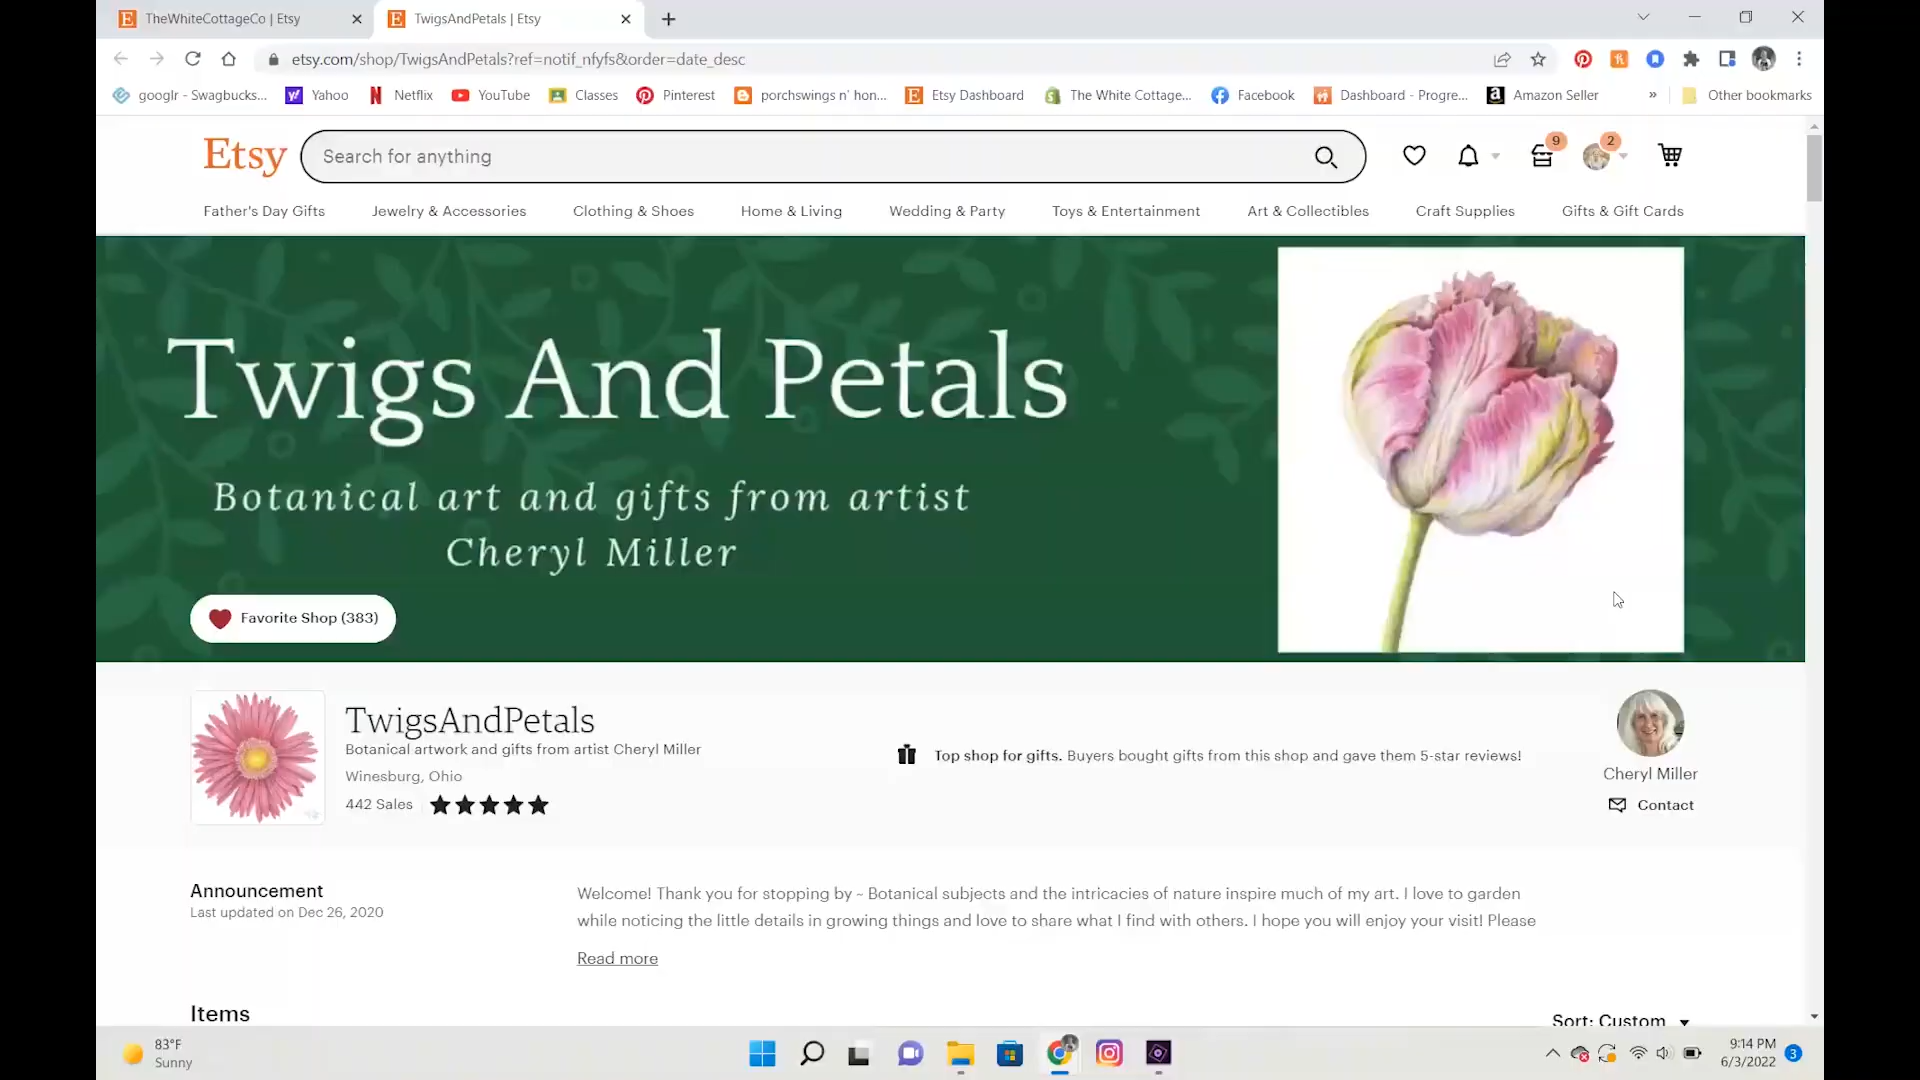 TheWhiteCottageCo | Etsy
TwigsAndPetals | Etsy
etsy.com/shop/TwigsAndPetals?ref=notif_nfyfs&order=date_desc
googlr - Swagbucks...
Yahoo
Netflix
YouTube
Classes
Pinterest
porchswings n' hon...
Etsy Dashboard
The White Cottage...
Facebook
Dashboard - Progre...
Amazon Seller
»
Other bookmarks
Etsy
Search for anything
9
2
Father's Day Gifts
Jewelry & Accessories
Clothing & Shoes
Home & Living
Wedding & Party
Toys & Entertainment
Art & Collectibles
Craft Supplies
Gifts & Gift Cards
Twigs And Petals
Botanical art and gifts from artist
Cheryl Miller
Favorite Shop (383)
TwigsAndPetals
Botanical artwork and gifts from artist Cheryl Miller
Winesburg, Ohio
442 Sales
Top shop for gifts. Buyers bought gifts from this shop and gave them 5-star reviews!
Cheryl Miller
Contact
Announcement
Last updated on Dec 26, 2020
Welcome! Thank you for stopping by ~ Botanical subjects and the intricacies of nature inspire much of my art. I love to garden
while noticing the little details in growing things and love to share what I find with others. I hope you will enjoy your visit! Please
Read more
Items
Sort: Custom
83°F
Sunny
9:14 PM
6/3/2022
3